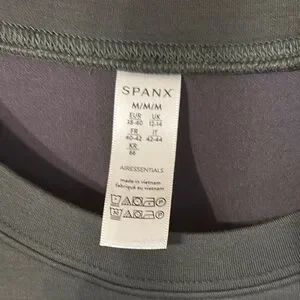 SPANX
M/M/M
EUR UK
38-40 12-14
FR IT
40-42 42-44
KR
66
AIRESSENTIALS
made in vietnam
fabriqué au vietnam